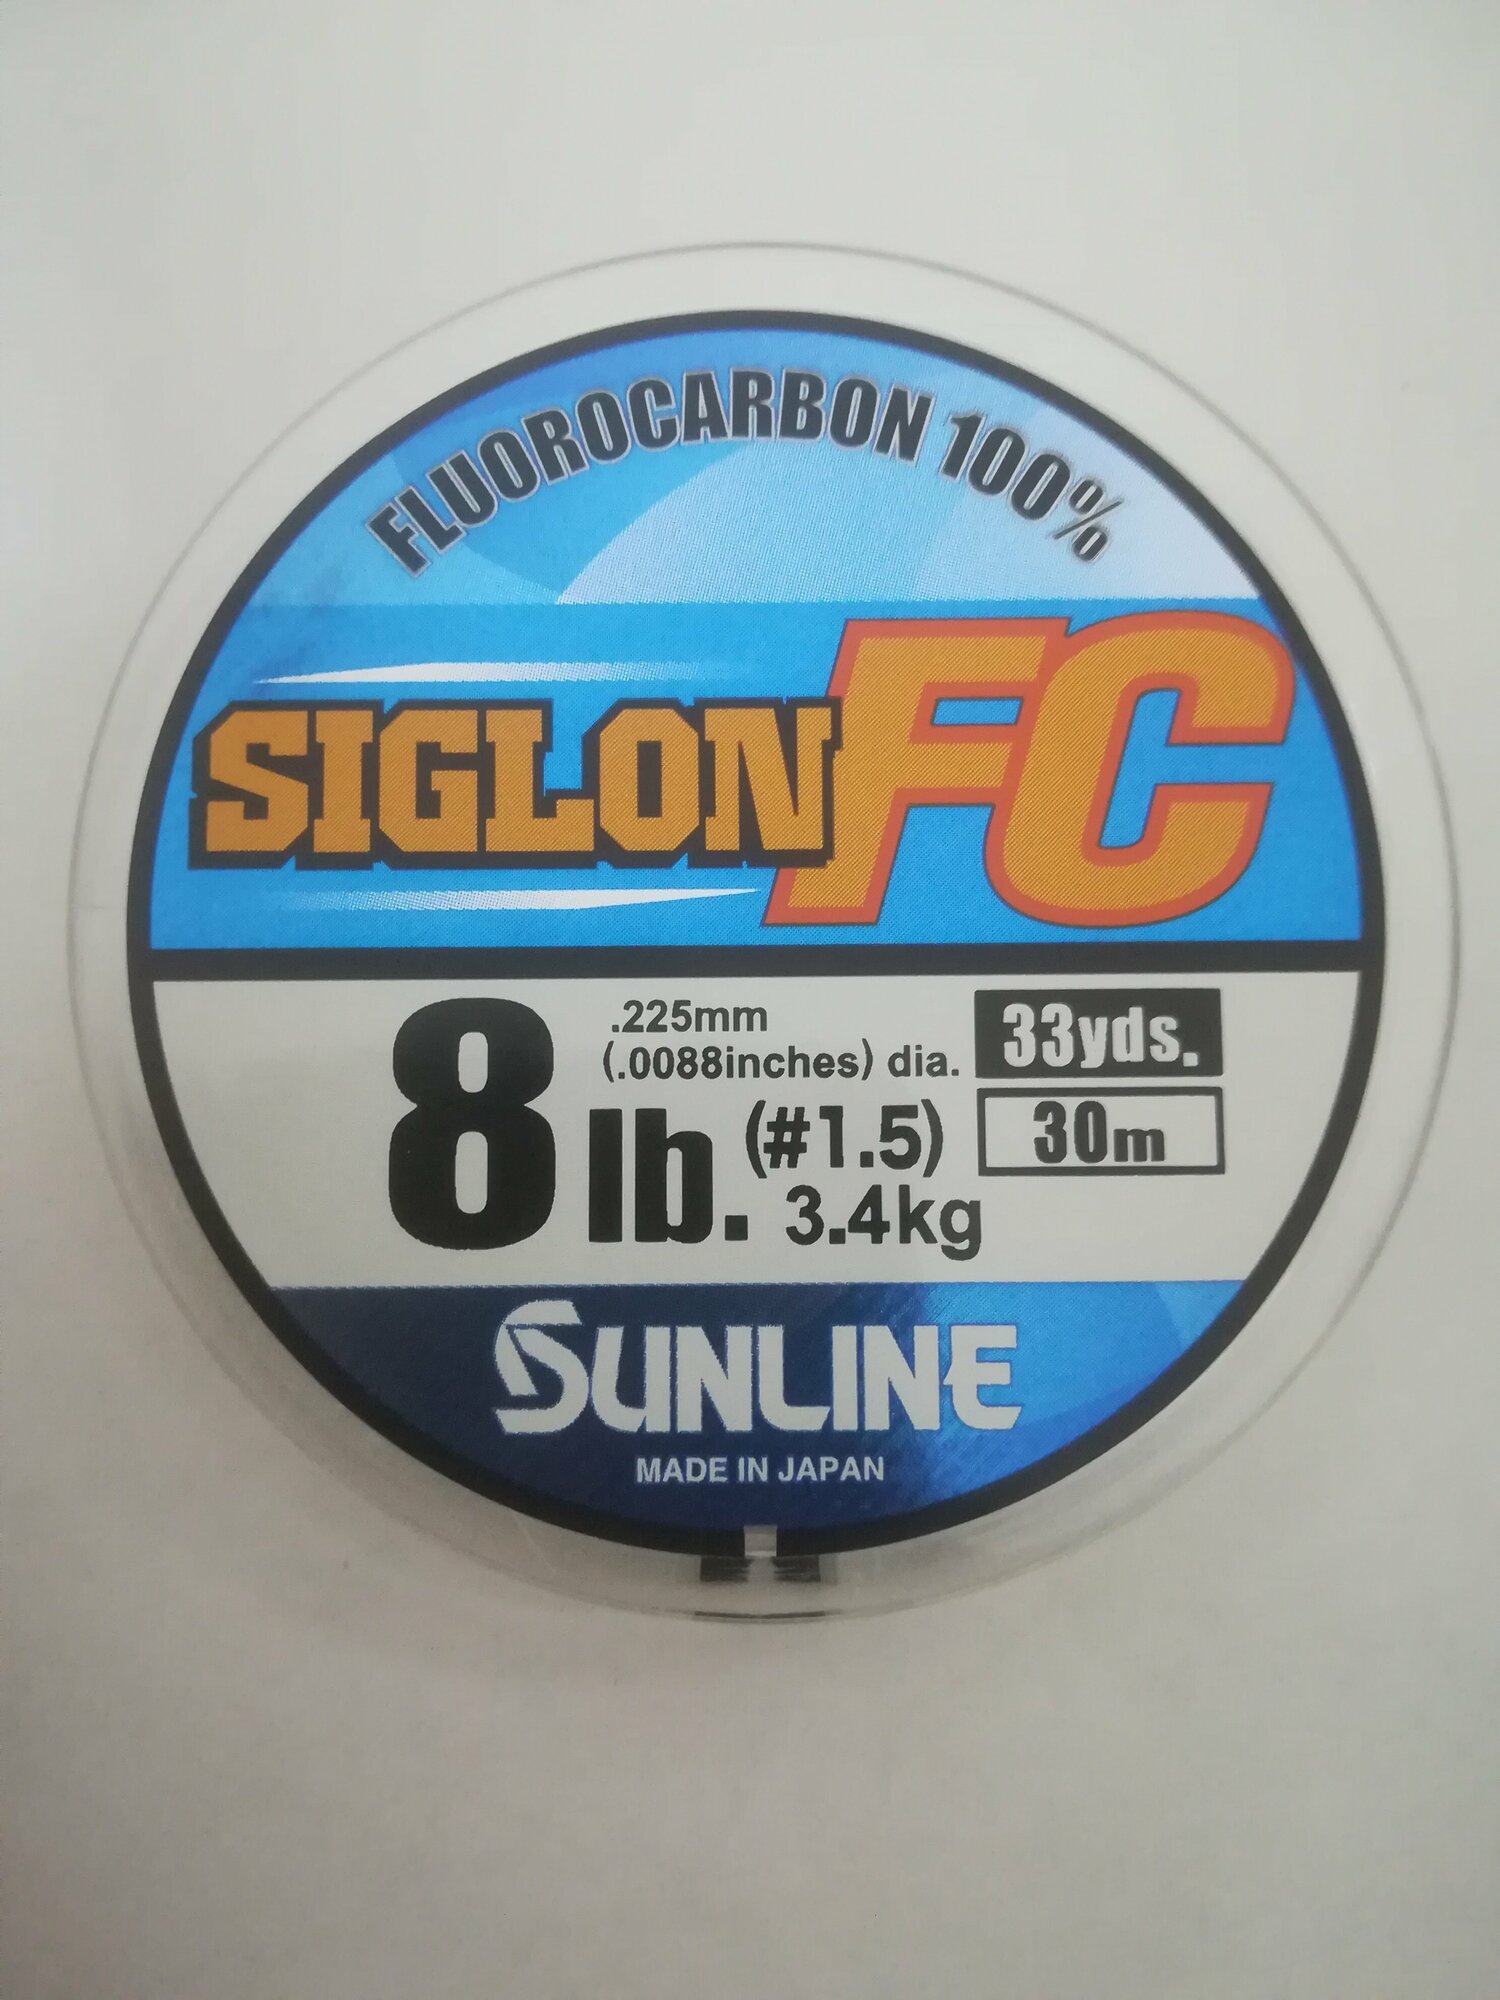 FLUOROCARBON 100%
SIGLON FC
8 lb. (#1.5) 3.4kg
.225mm
(.0088inches) dia.
33yds.
30m
SUNLINE
MADE IN JAPAN